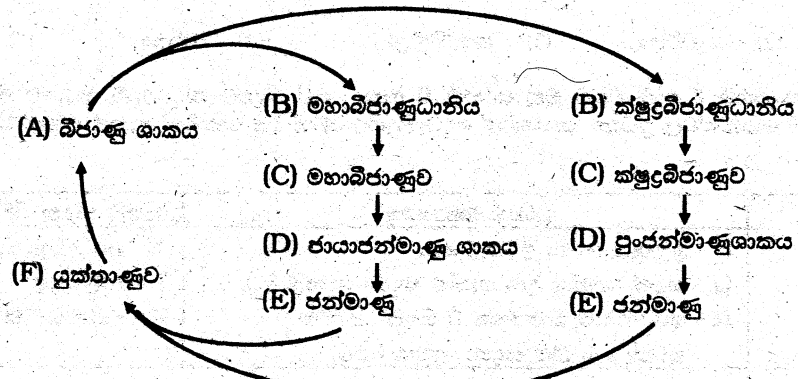 (B) මහාබීජාණුධානිය
(B) ක්ෂුද්‍රබීජාණුධානිය
(A) බීජාණු ශාකය
(C) මහාබීජාණුව
(C) ක්ෂුද්‍රබීජාණුව
(D) ජායාජන්මාණු ශාකය
(D) පුංජන්මාණුශාකය
(F) යුක්තාණුව
(E) ජන්මාණු
(E) ජන්මාණු